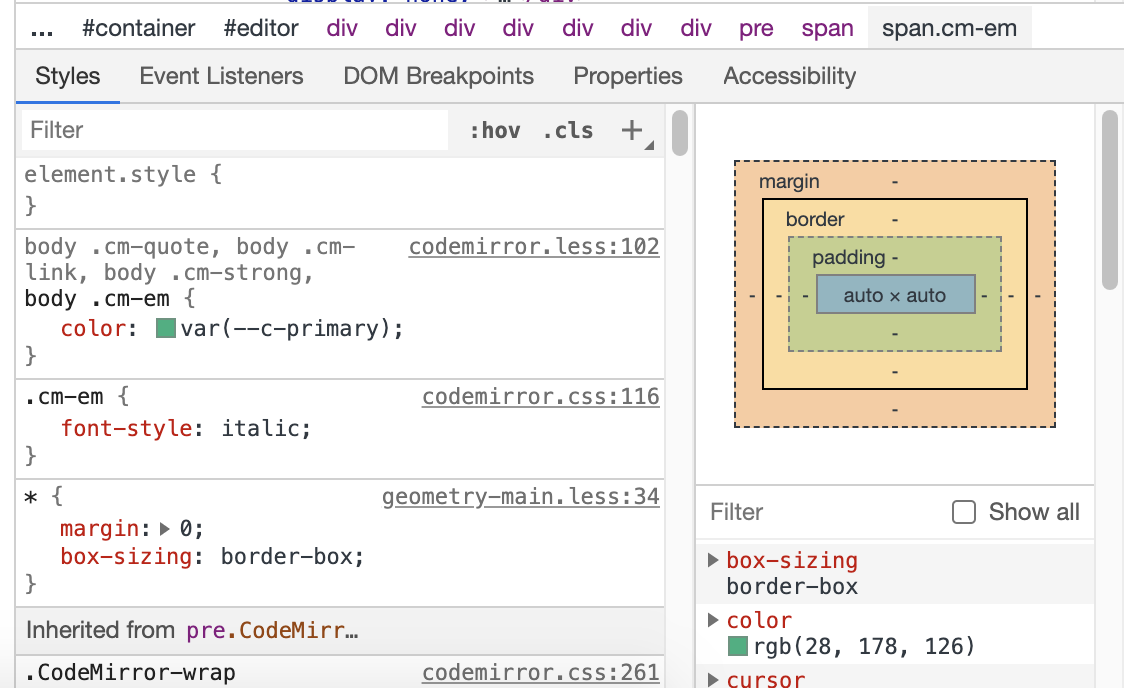 ... #container #editor div div div div div div div pre span span.cm-em
Styles Event Listeners DOM Breakpoints Properties Accessibility
Filter :hov .cls +
element.style {
}
body .cm-quote, body .cm- codemirror.less:102
link, body .cm-strong,
body .cm-em {
color: var(--c-primary);
}
.cm-em { codemirror.css:116
font-style: italic;
}
* { geometry-main.less:34
margin: 0;
box-sizing: border-box;
}
Inherited from pre.CodeMirr…
.CodeMirror-wrap codemirror.css:261
margin -
border -
padding -
- - - auto × auto - - -
-
-
-
Filter Show all
box-sizing
border-box
color
rgb(28, 178, 126)
cursor